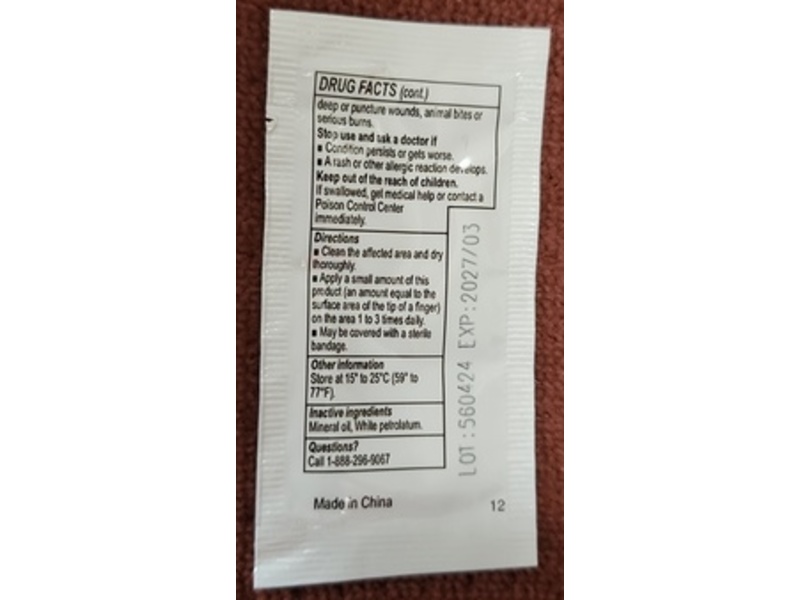 DRUG FACTS (cont.)
deep or puncture wounds, animal bites or
serious burns.
Stop use and ask a doctor if
■ Condition persists or gets worse.
■ A rash or other allergic reaction develops.
Keep out of the reach of children.
If swallowed, get medical help or contact a
Poison Control Center
immediately.
Directions
■ Clean the affected area and dry
thoroughly.
■ Apply a small amount of this
product (an amount equal to the
surface area of the tip of a finger)
on the area 1 to 3 times daily.
■ May be covered with a sterile
bandage.
Other information
Store at 15° to 25°C (59° to
77°F).
Inactive ingredients
Mineral oil, White petrolatum.
Questions?
Call 1-888-296-9067
LOT:560424 EXP:2027/03
Made in China
12